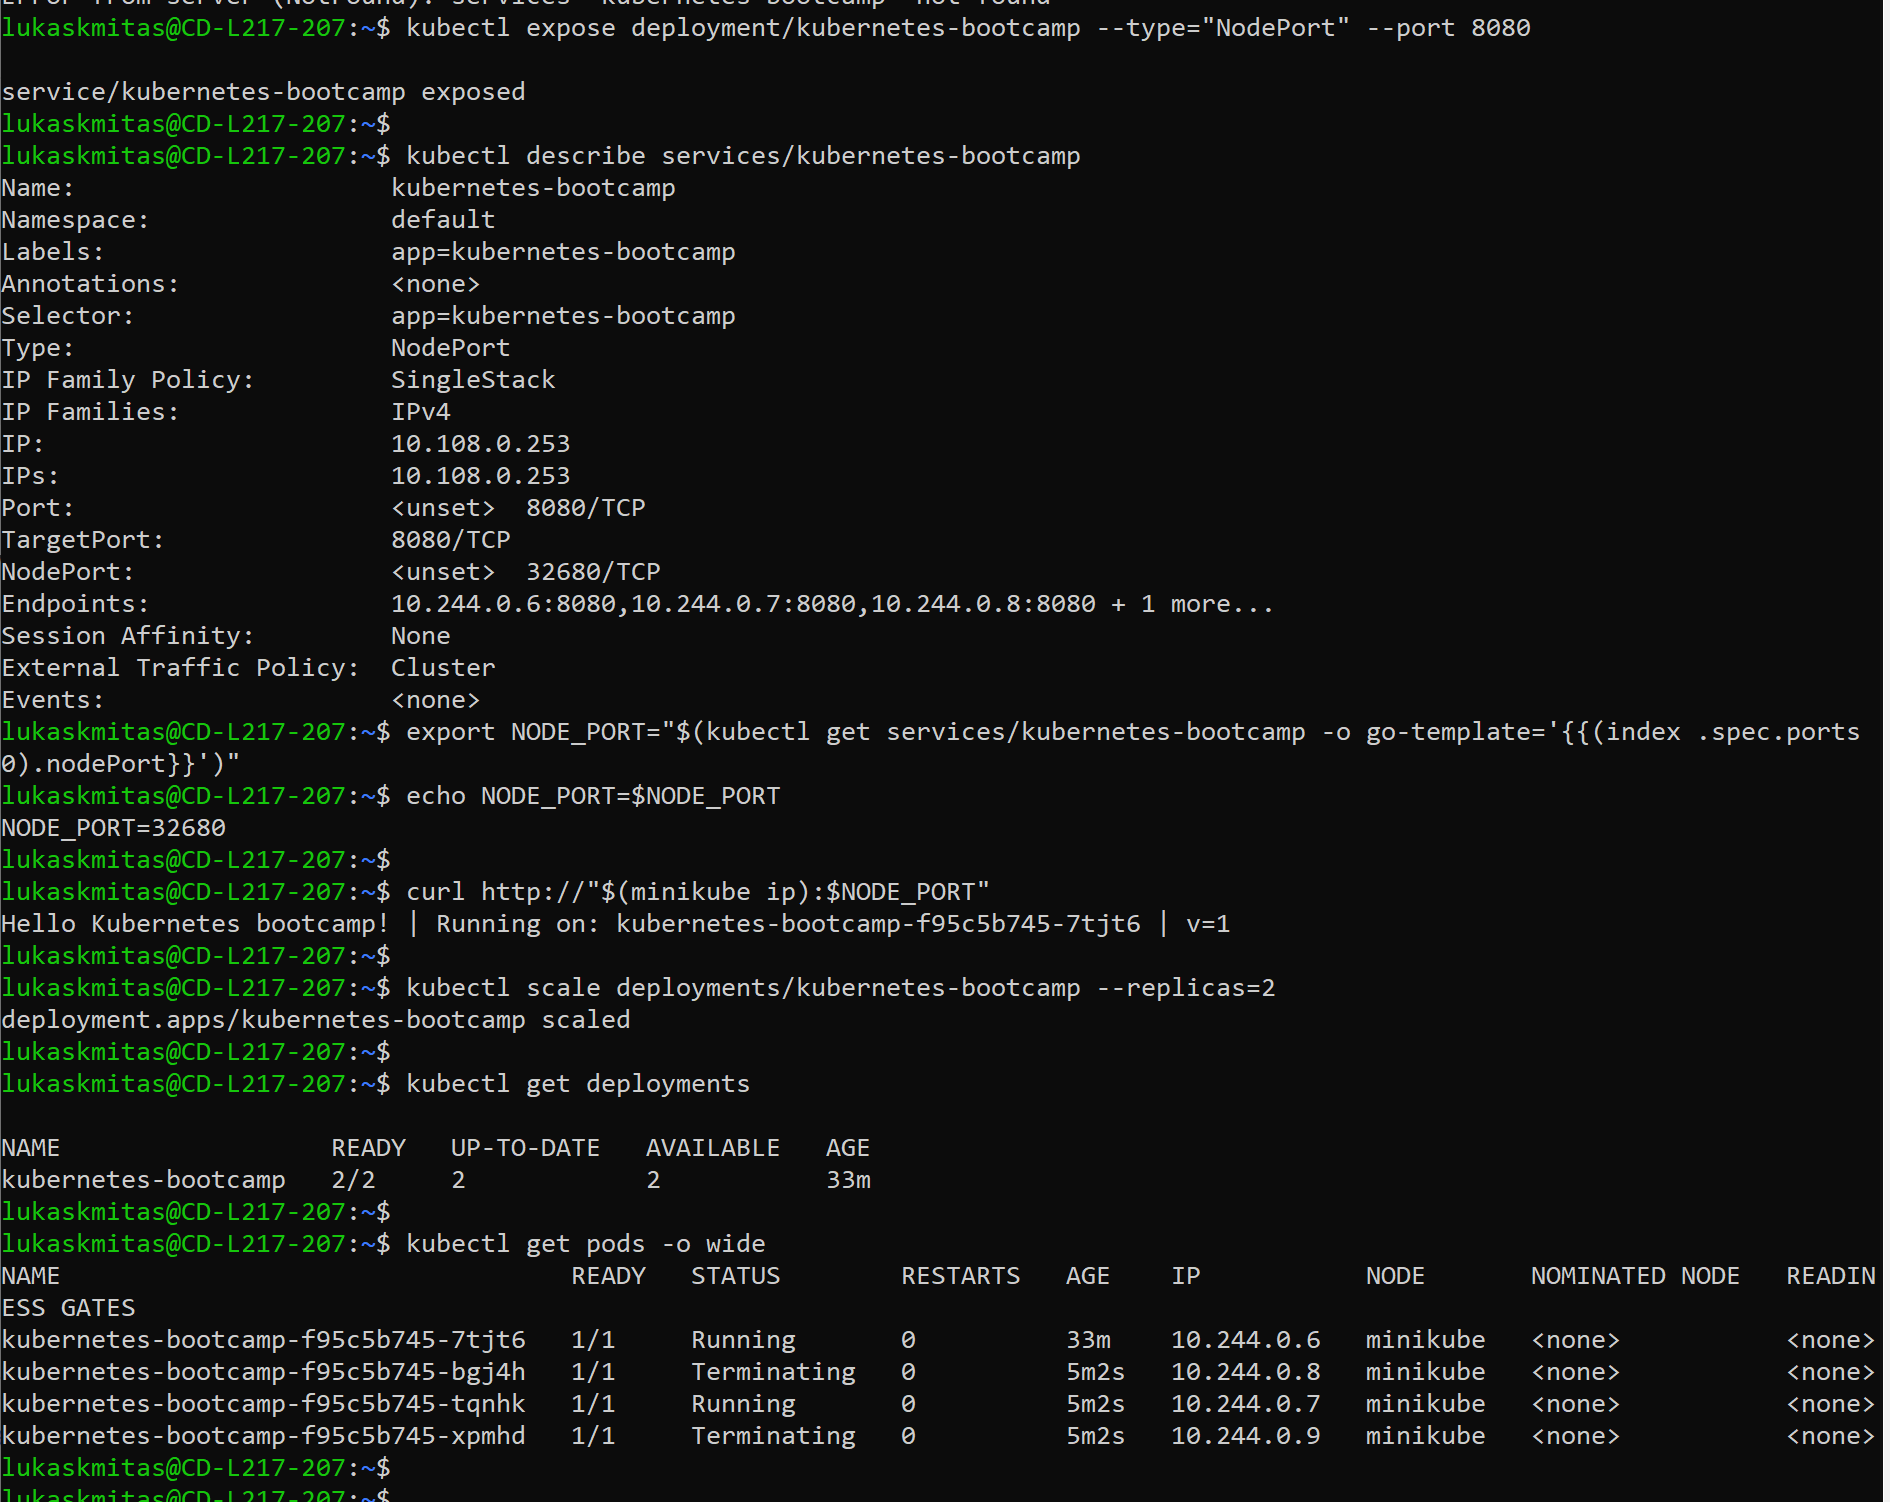 Error from server (NotFound): services "kubernetes-bootcamp" not found
lukaskmitas@CD-L217-207:~$ kubectl expose deployment/kubernetes-bootcamp --type="NodePort" --port 8080
service/kubernetes-bootcamp exposed
lukaskmitas@CD-L217-207:~$
lukaskmitas@CD-L217-207:~$ kubectl describe services/kubernetes-bootcamp
Name:                     kubernetes-bootcamp
Namespace:                default
Labels:                   app=kubernetes-bootcamp
Annotations:              <none>
Selector:                 app=kubernetes-bootcamp
Type:                     NodePort
IP Family Policy:         SingleStack
IP Families:              IPv4
IP:                       10.108.0.253
IPs:                      10.108.0.253
Port:                     <unset>  8080/TCP
TargetPort:               8080/TCP
NodePort:                 <unset>  32680/TCP
Endpoints:                10.244.0.6:8080,10.244.0.7:8080,10.244.0.8:8080 + 1 more...
Session Affinity:         None
External Traffic Policy:  Cluster
Events:                   <none>
lukaskmitas@CD-L217-207:~$ export NODE_PORT="$(kubectl get services/kubernetes-bootcamp -o go-template='{{(index .spec.ports
0).nodePort}}')"
lukaskmitas@CD-L217-207:~$ echo NODE_PORT=$NODE_PORT
NODE_PORT=32680
lukaskmitas@CD-L217-207:~$
lukaskmitas@CD-L217-207:~$ curl http://"$(minikube ip):$NODE_PORT"
Hello Kubernetes bootcamp! | Running on: kubernetes-bootcamp-f95c5b745-7tjt6 | v=1
lukaskmitas@CD-L217-207:~$
lukaskmitas@CD-L217-207:~$ kubectl scale deployments/kubernetes-bootcamp --replicas=2
deployment.apps/kubernetes-bootcamp scaled
lukaskmitas@CD-L217-207:~$
lukaskmitas@CD-L217-207:~$ kubectl get deployments
NAME                  READY   UP-TO-DATE   AVAILABLE   AGE
kubernetes-bootcamp   2/2     2            2           33m
lukaskmitas@CD-L217-207:~$
lukaskmitas@CD-L217-207:~$ kubectl get pods -o wide
NAME                                  READY   STATUS        RESTARTS   AGE    IP           NODE       NOMINATED NODE   READIN
ESS GATES
kubernetes-bootcamp-f95c5b745-7tjt6   1/1     Running       0          33m    10.244.0.6   minikube   <none>           <none>
kubernetes-bootcamp-f95c5b745-bgj4h   1/1     Terminating   0          5m2s   10.244.0.8   minikube   <none>           <none>
kubernetes-bootcamp-f95c5b745-tqnhk   1/1     Running       0          5m2s   10.244.0.7   minikube   <none>           <none>
kubernetes-bootcamp-f95c5b745-xpmhd   1/1     Terminating   0          5m2s   10.244.0.9   minikube   <none>           <none>
lukaskmitas@CD-L217-207:~$
lukaskmitas@CD-L217-207:~$